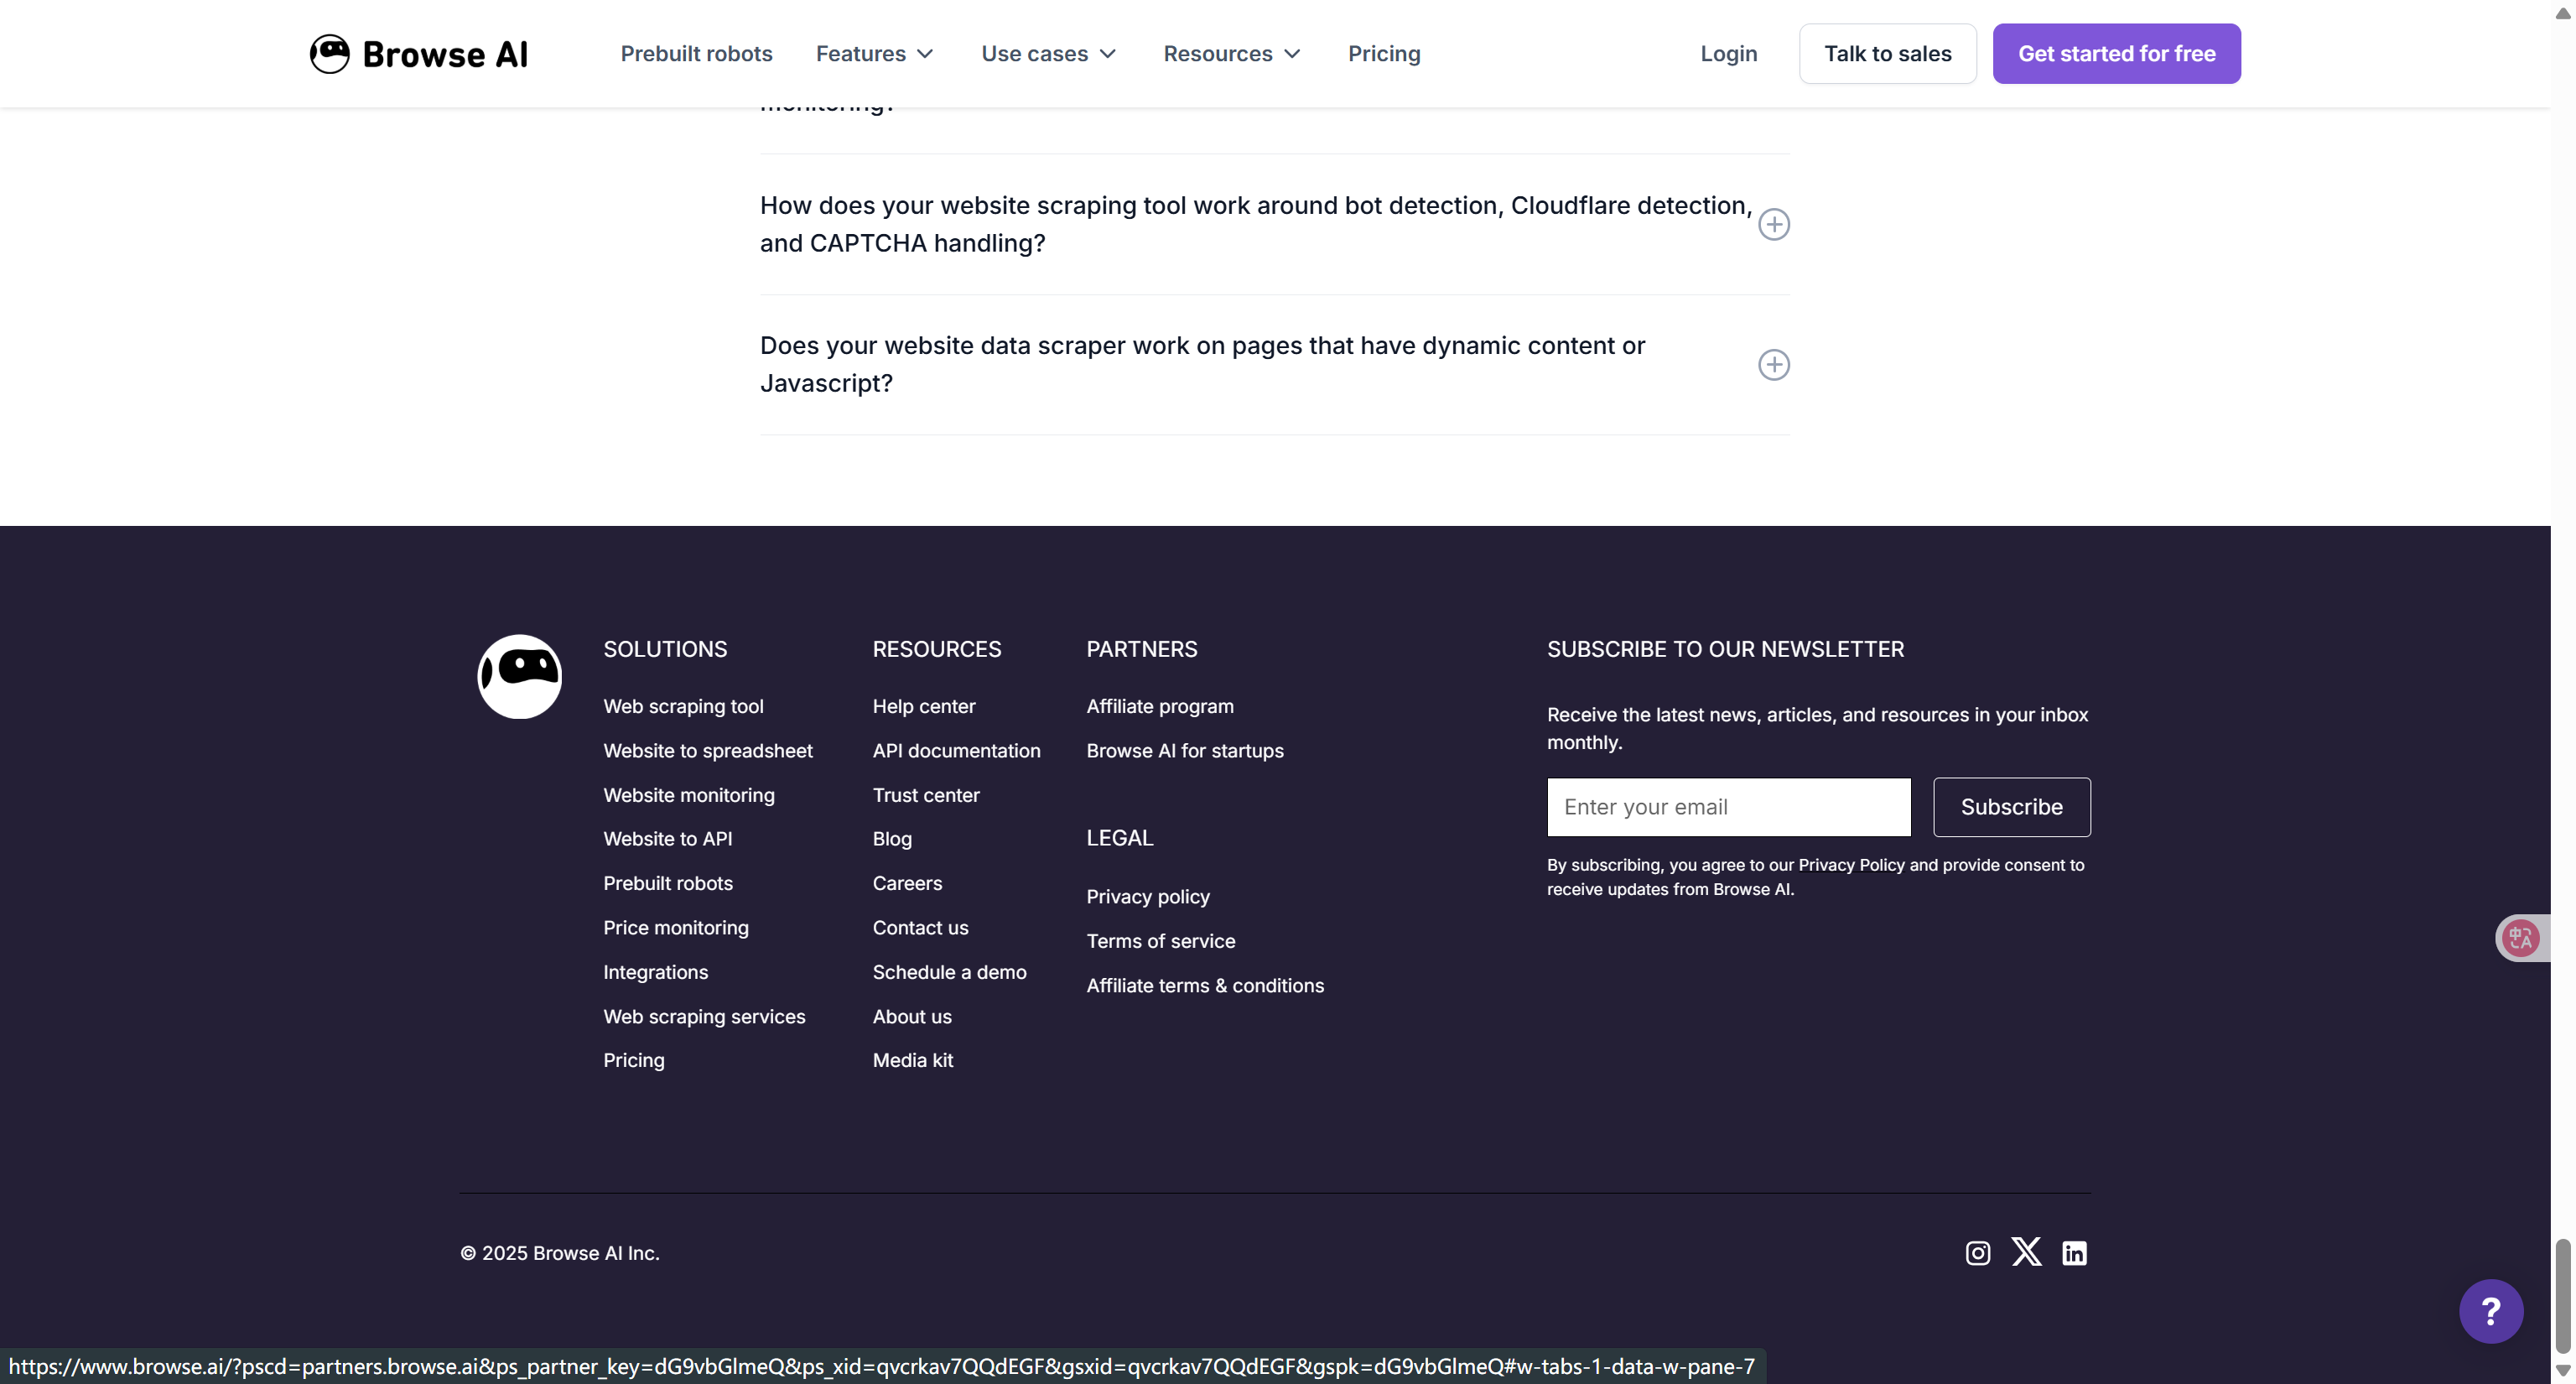 Browse AI
Prebuilt robots
Features
Use cases
Resources
Pricing
Login
Talk to sales
Get started for free
monitoring?
How does your website scraping tool work around bot detection, Cloudflare detection,
and CAPTCHA handling?
Does your website data scraper work on pages that have dynamic content or
Javascript?
SOLUTIONS
Web scraping tool
Website to spreadsheet
Website monitoring
Website to API
Prebuilt robots
Price monitoring
Integrations
Web scraping services
Pricing
RESOURCES
Help center
API documentation
Trust center
Blog
Careers
Contact us
Schedule a demo
About us
Media kit
PARTNERS
Affiliate program
Browse AI for startups
LEGAL
Privacy policy
Terms of service
Affiliate terms & conditions
SUBSCRIBE TO OUR NEWSLETTER
Receive the latest news, articles, and resources in your inbox
monthly.
Enter your email
Subscribe
By subscribing, you agree to our Privacy Policy and provide consent to
receive updates from Browse AI.
中A
© 2025 Browse AI Inc.
?
https://www.browse.ai/?pscd=partners.browse.ai&ps_partner_key=dG9vbGlmeQ&ps_xid=qvcrkav7QQdEGF&gsxid=qvcrkav7QQdEGF&gspk=dG9vbGlmeQ#w-tabs-1-data-w-pane-7